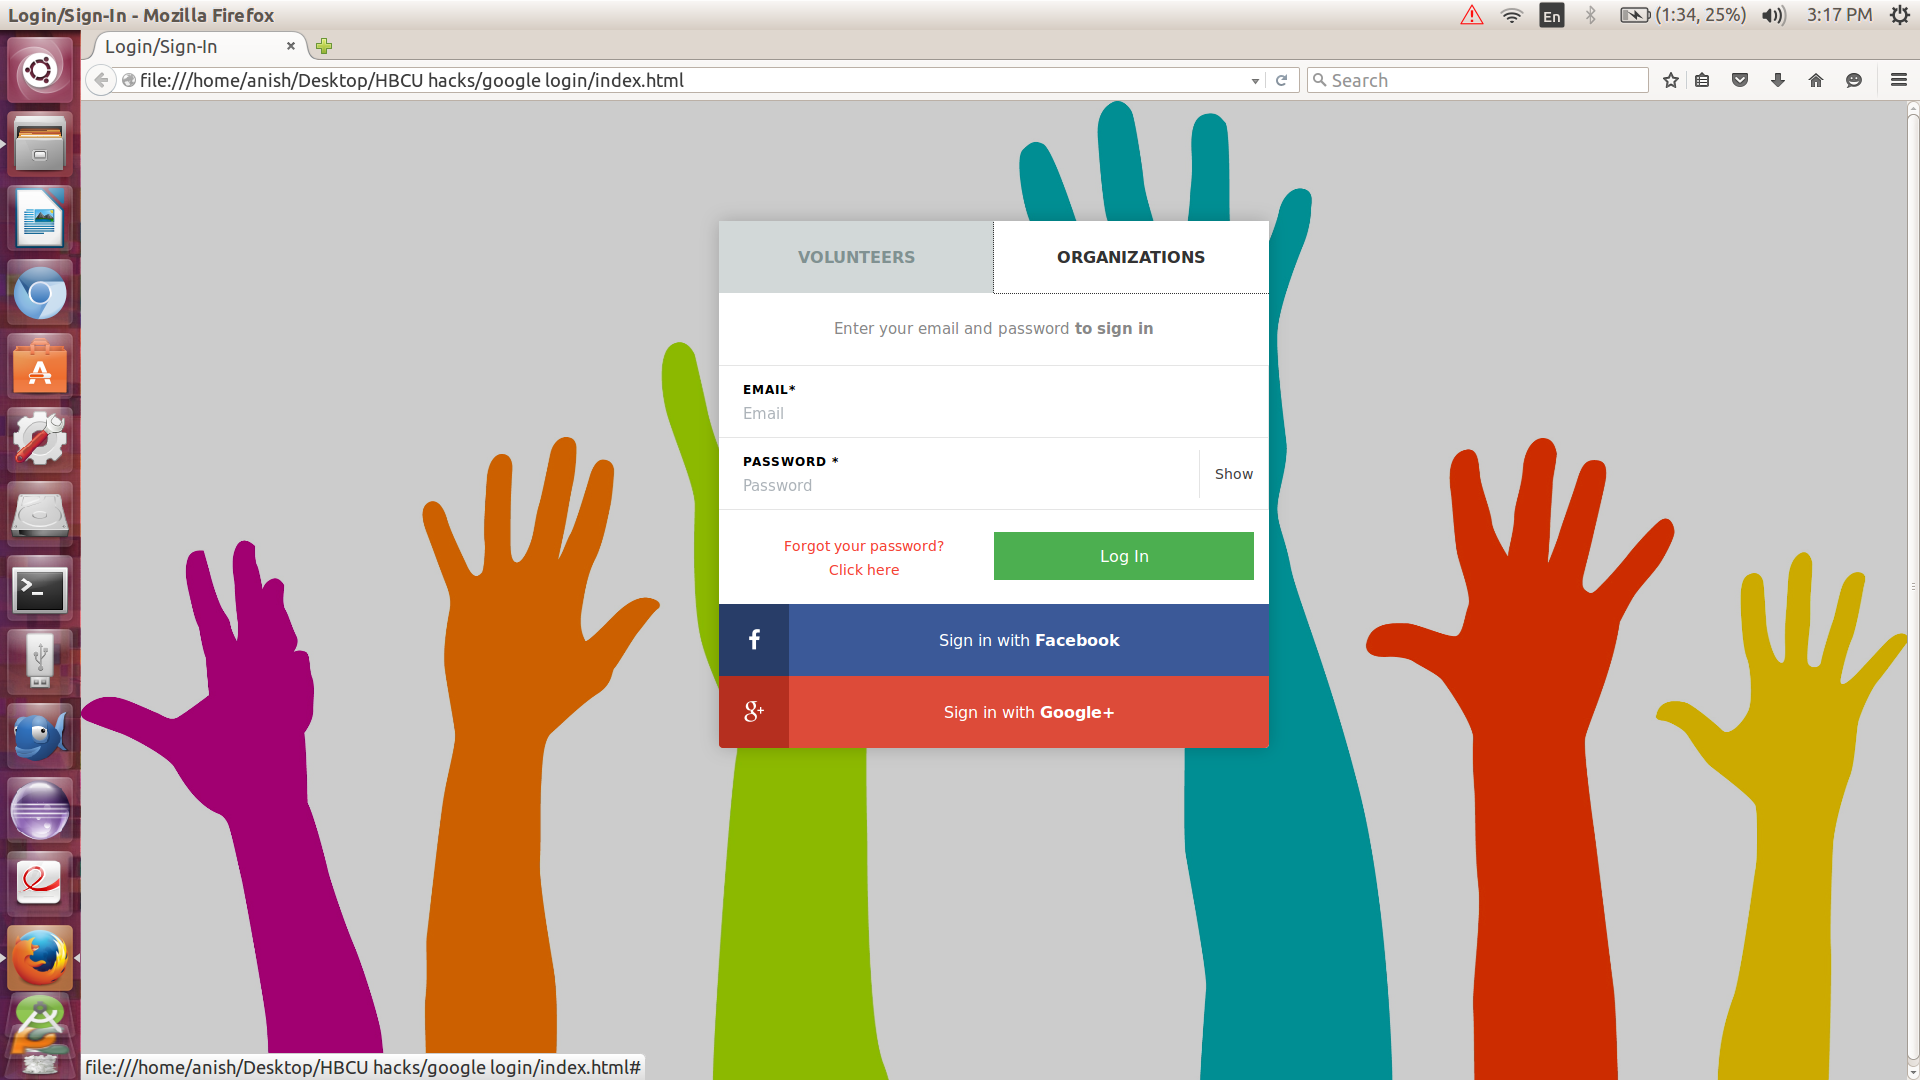 Login/Sign-In - Mozilla Firefox
En
(1:34, 25%)
3:17 PM
Login/Sign-In
file:///home/anish/Desktop/HBCU hacks/google login/index.html
Search
VOLUNTEERS
ORGANIZATIONS
Enter your email and password to sign in
EMAIL*
Email
PASSWORD *
Password
Show
Forgot your password?
Click here
Log In
f
Sign in with Facebook
g+
Sign in with Google+
file:///home/anish/Desktop/HBCU hacks/google login/index.html#